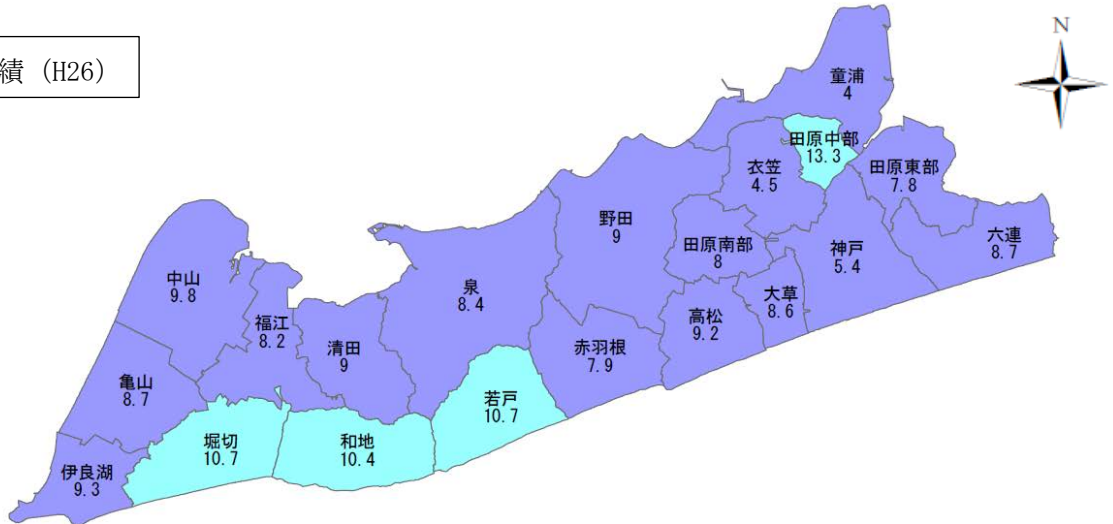 績 (H26)
N
童浦
4
田原中部
13.3
衣笠
4.5
田原東部
7.8
野田
9
田原南部
8
神戸
5.4
六連
8.7
中山
9.8
泉
8.4
大草
8.6
高松
9.2
福江
8.2
清田
9
赤羽根
7.9
亀山
8.7
若戸
10.7
堀切
10.7
和地
10.4
伊良湖
9.3